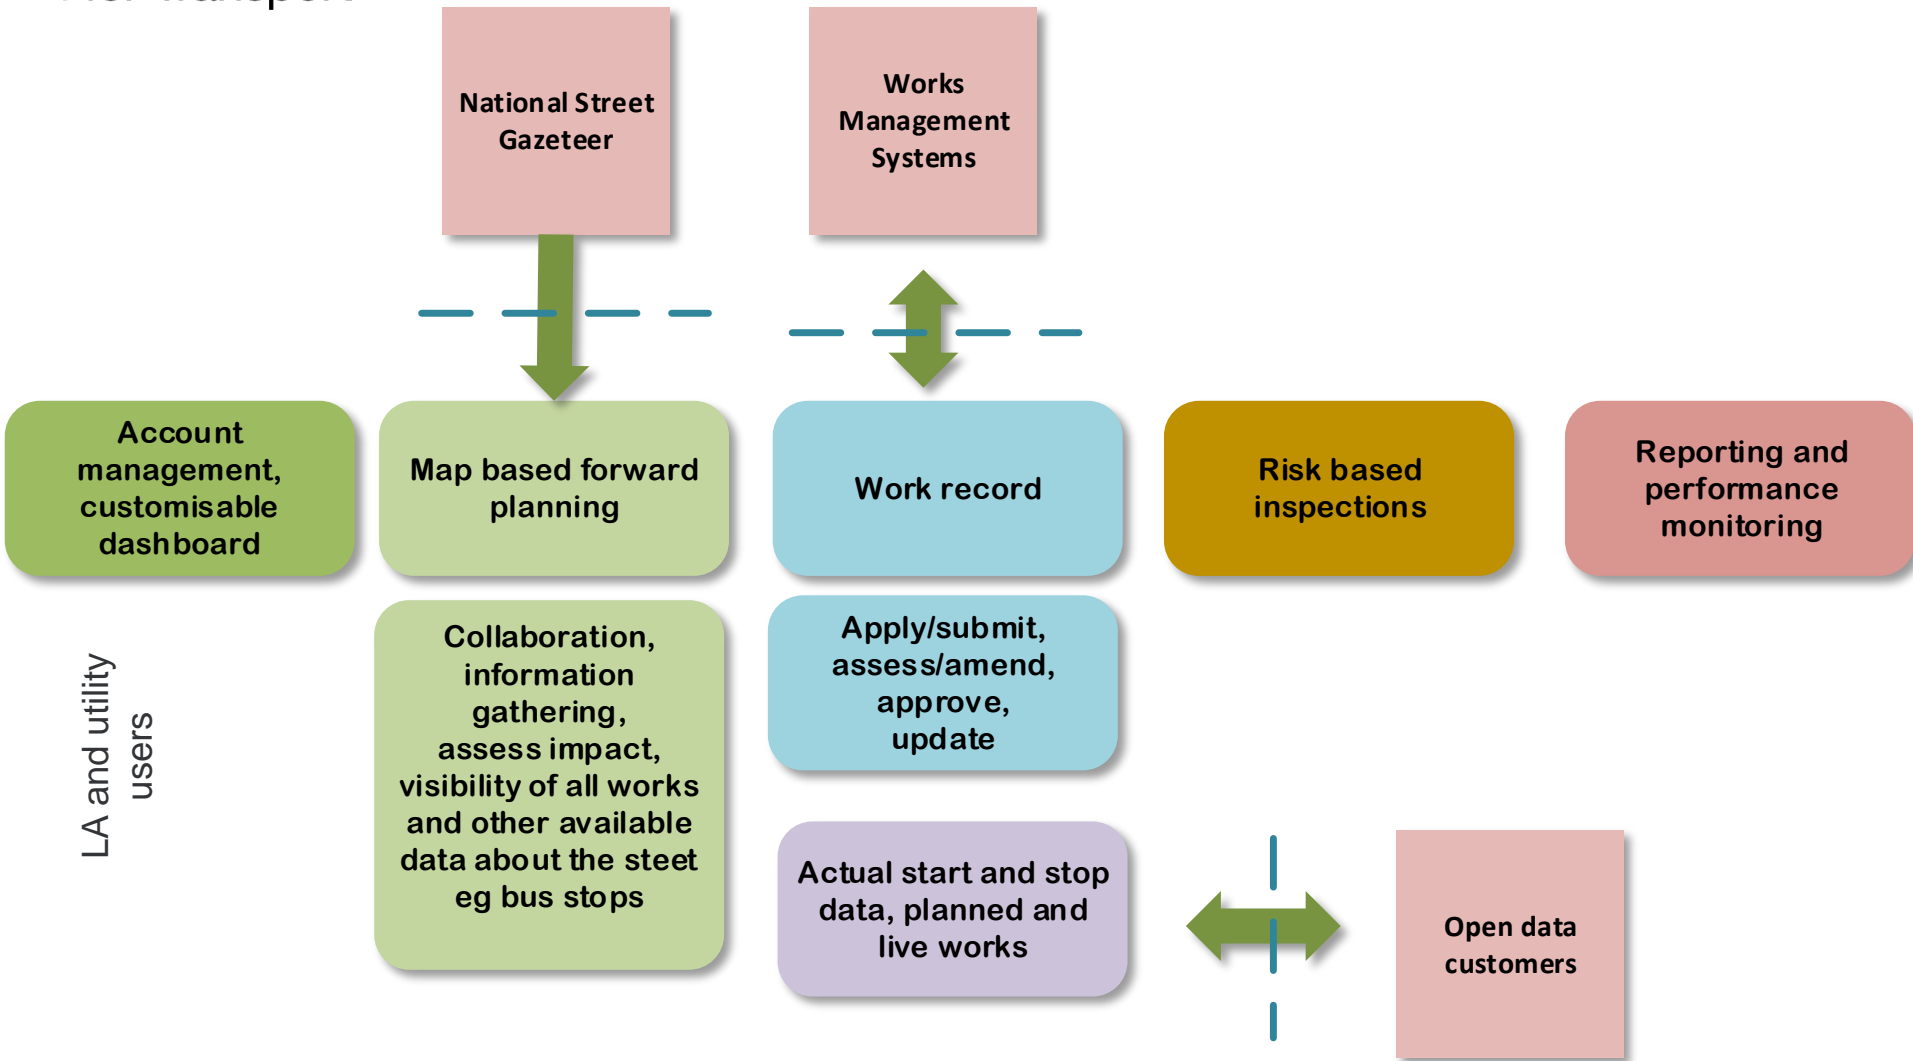 National Street
Gazeteer
Works
Management
Systems
Account
management,
customisable
dashboard
Map based forward
planning
Work record
Risk based
inspections
Reporting and
performance
monitoring
LA and utility
users
Collaboration,
information
gathering,
assess impact,
visibility of all works
and other available
data about the steet
eg bus stops
Apply/submit,
assess/amend,
approve,
update
Actual start and stop
data, planned and
live works
Open data
customers